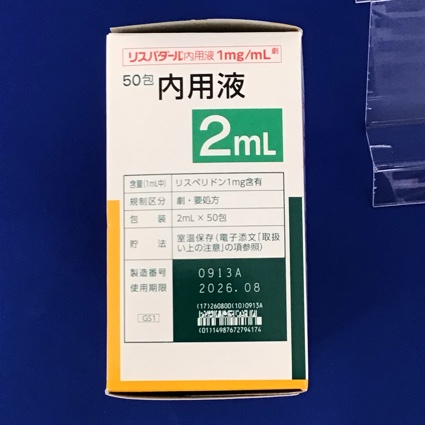 リスパダール内用液1mg/mL 劇
50包 内用液
2mL
含量(1mL中) リスペリドン1mg含有
規制区分 劇・要処方
包装 2mL×50包
貯法 室温保存(電子添文「取扱
い上の注意」の項参照)
製造番号 0913A
使用期限 2026.08
(17)260800(10)0913A
GS1
(01)14987672794174